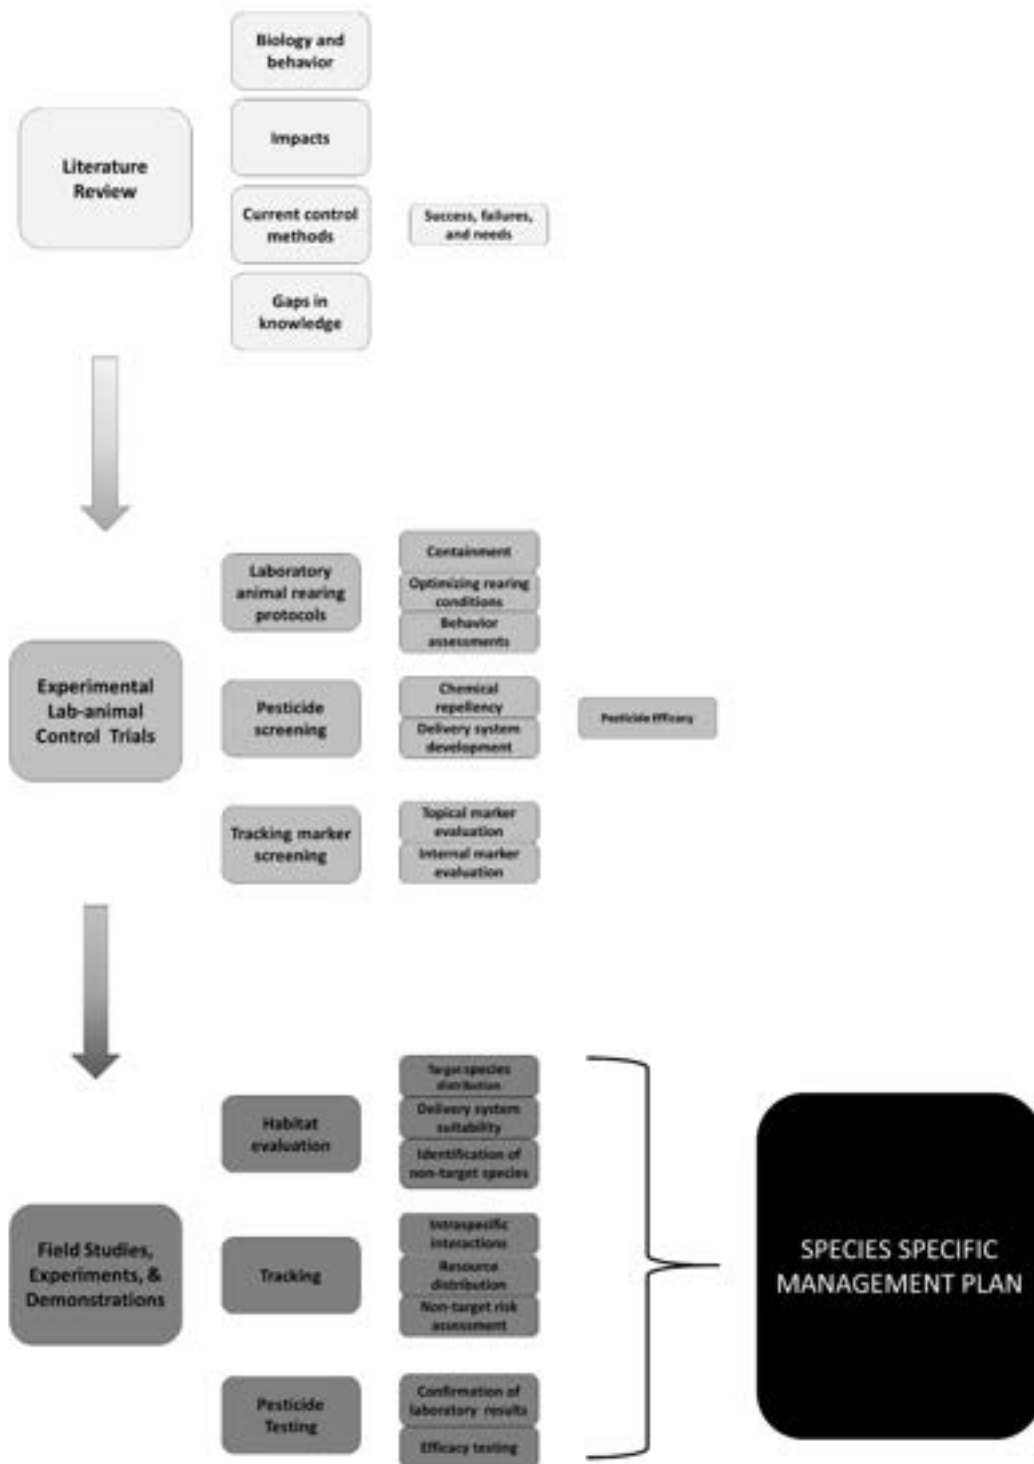 Biology and
behavior
Impacts
Literature
Review
Current control
methods
Success, failures,
and needs
Gaps in
knowledge
Laboratory
animal rearing
protocols
Containment
Optimizing rearing
conditions
Behavior
assessments
Experimental
Lab-animal
Control Trials
Pesticide
screening
Chemical
repellency
Delivery system
development
Pesticide Efficacy
Tracking marker
screening
Topical marker
evaluation
Internal marker
evaluation
Habitat
evaluation
Target species
distribution
Delivery system
suitability
Identification of
non-target species
Field Studies,
Experiments, &
Demonstrations
Tracking
Intraspecific
interactions
Resource
distribution
Non-target risk
assessment
Pesticide
Testing
Confirmation of
laboratory results
Efficacy testing
SPECIES SPECIFIC
MANAGEMENT PLAN